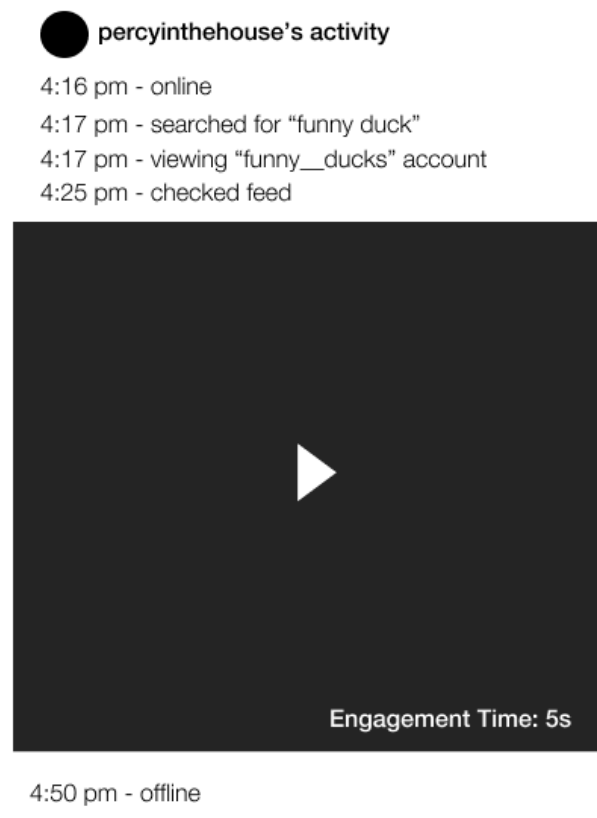 percyinthehouse’s activity
4:16 pm - online
4:17 pm - searched for “funny duck”
4:17 pm - viewing “funny__ducks” account
4:25 pm - checked feed
Engagement Time: 5s
4:50 pm - offline